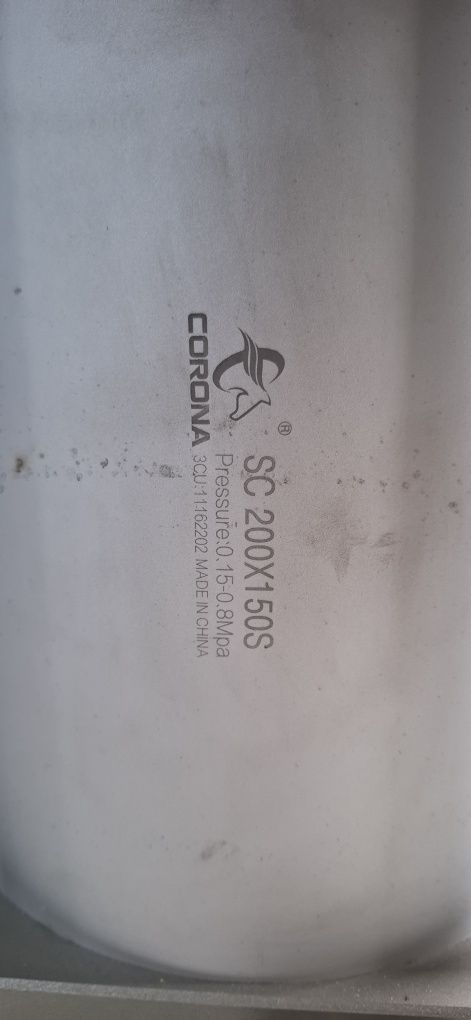 ®
CORONA
SC 200X150S
Pressure:0.15-0.8Mpa
3CU:11162202 MADE IN CHINA